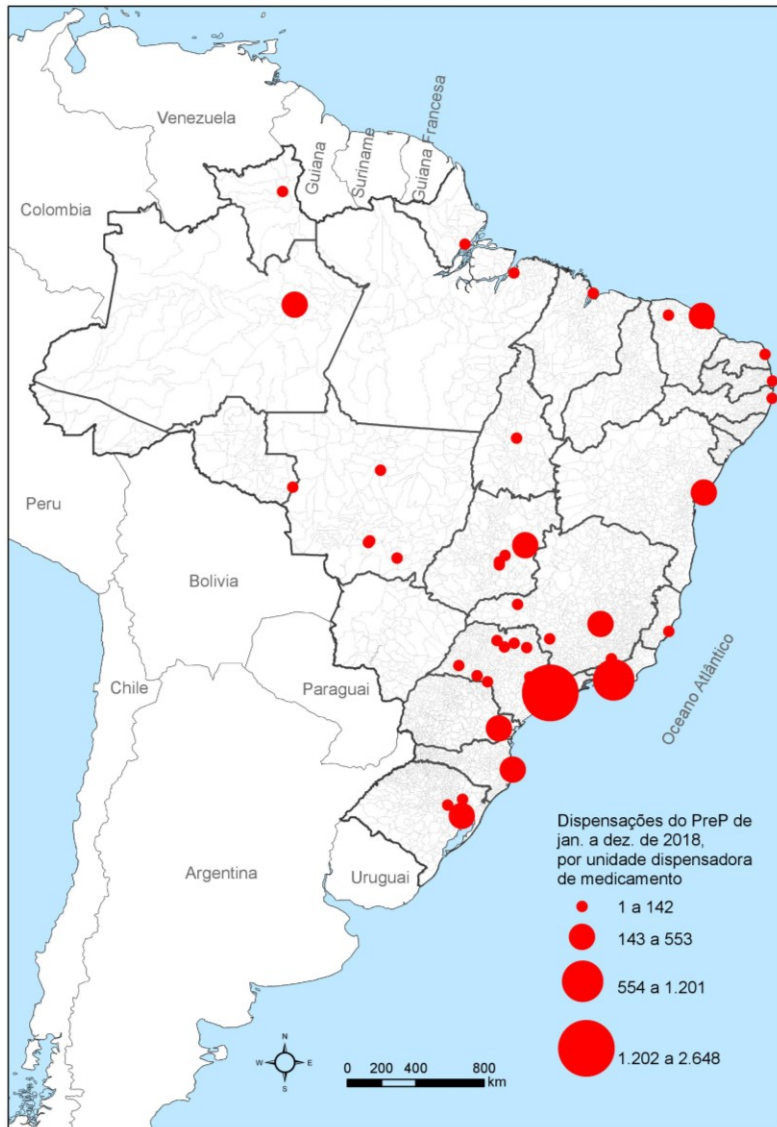 Venezuela
Guiana
Suriname
Guiana Francesa
Colombia
Peru
Bolivia
Chile
Paraguai
Oceano Atlântico
Argentina
Uruguai
Dispensações do PreP de
jan. a dez. de 2018,
por unidade dispensadora
de medicamento
1 a 142
143 a 553
554 a 1.201
1.202 a 2.648
N
W E
S
0 200 400 800
km